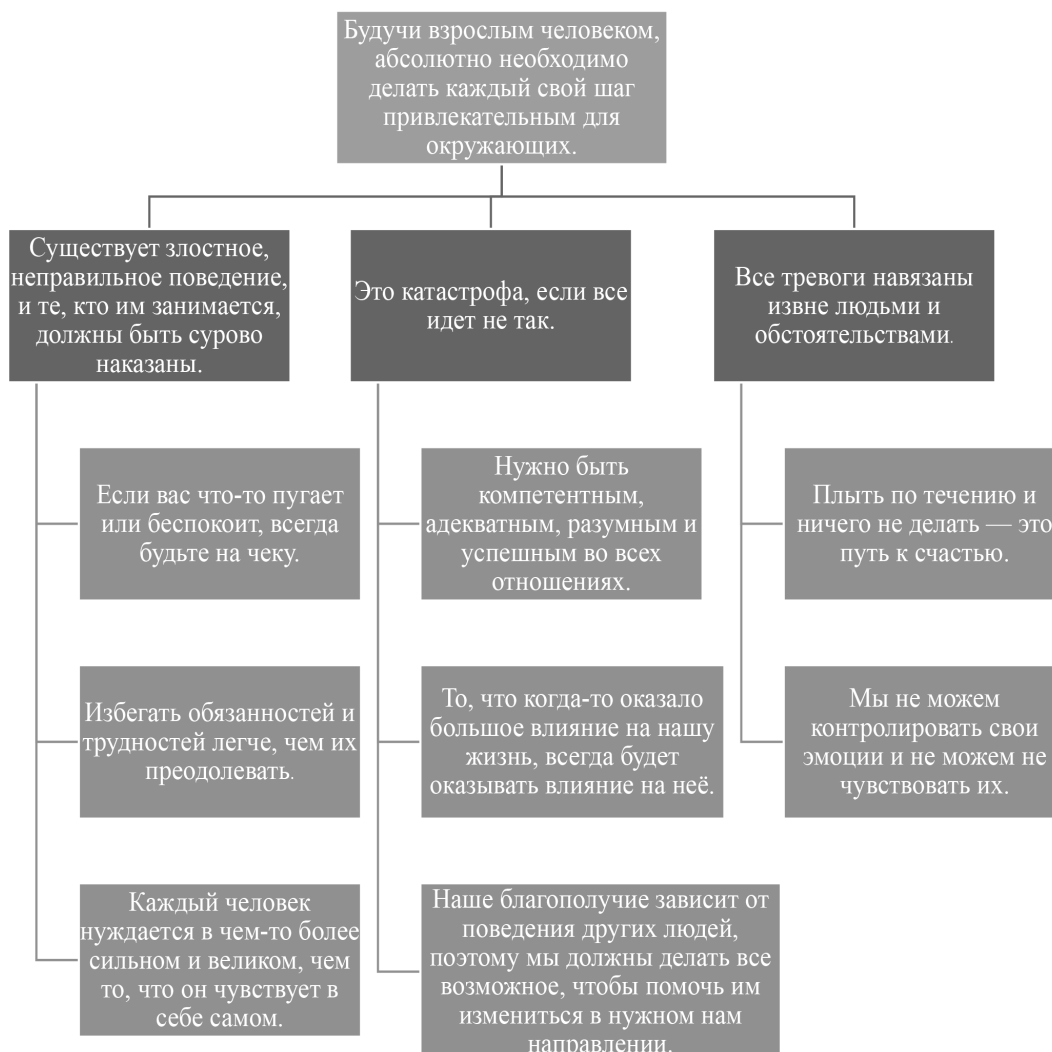 Будучи взрослым человеком,
абсолютно необходимо
делать каждый свой шаг
привлекательным для
окружающих.
Существует злостное,
неправильное поведение,
и те, кто им занимается,
должны быть сурово
наказаны.
Это катастрофа, если все
идет не так.
Все тревоги навязаны
извне людьми и
обстоятельствами.
Если вас что-то пугает
или беспокоит, всегда
будьте на чеку.
Нужно быть
компетентным,
адекватным, разумным и
успешным во всех
отношениях.
Плыть по течению и
ничего не делать — это
путь к счастью.
Избегать обязанностей и
трудностей легче, чем их
преодолевать.
То, что когда-то оказало
большое влияние на нашу
жизнь, всегда будет
оказывать влияние на неё.
Мы не можем
контролировать свои
эмоции и не можем не
чувствовать их.
Каждый человек
нуждается в чем-то более
сильном и великом, чем
то, что он чувствует в
себе самом.
Наше благополучие зависит от
поведения других людей,
поэтому мы должны делать все
возможное, чтобы помочь им
измениться в нужном нам
направлении.